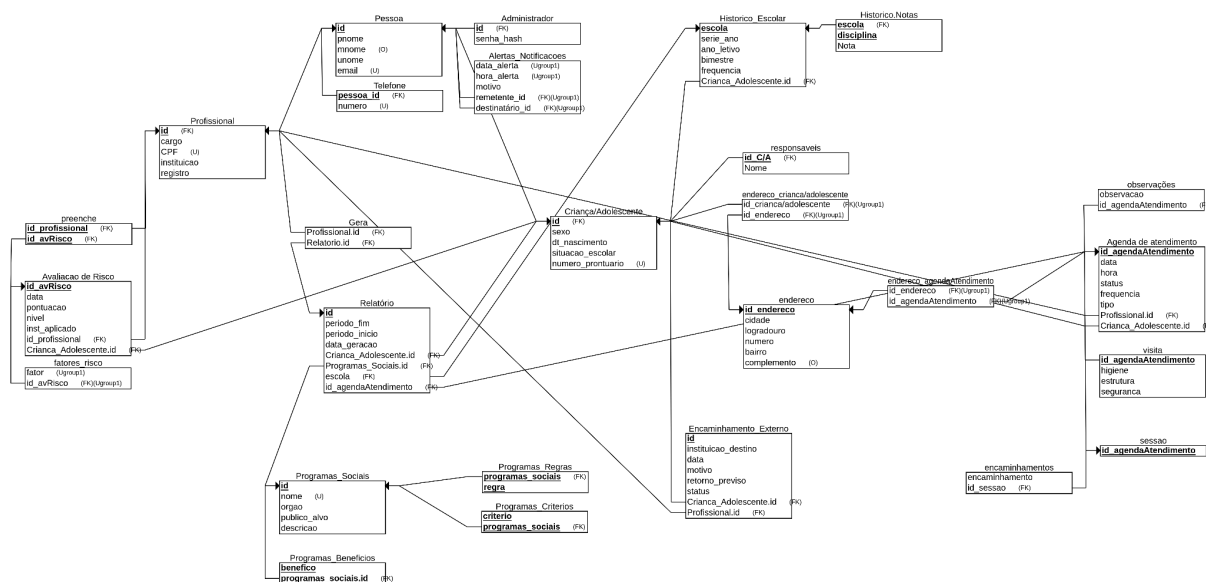 Pessoa
id
pnome
mnome (O)
unome
email (U)
Telefone
pessoa_id (FK)
numero (U)
Administrador
id (FK)
senha_hash
Alertas_Notificacoes
data_alerta (Ugroup1)
hora_alerta (Ugroup1)
motivo
remetente_id (FK)(Ugroup1)
destinatário_id (FK)(Ugroup1)
Historico_Escolar
escola
serie_ano
ano_letivo
bimestre
frequencia
Crianca_Adolescente.id (FK)
Historico.Notas
escola (FK)
disciplina
Nota
Profissional
id (FK)
cargo
CPF (U)
instituicao
registro
responsaveis
id_C/A (FK)
Nome
endereco_crianca/adolescente
id_crianca/adolescente (FK)(Ugroup1)
id_endereco (FK)(Ugroup1)
observações
observacao
id_agendaAtendimento (F
preenche
id_profissional (FK)
id_avRisco (FK)
Gera
Profissional.id (FK)
Relatorio.id (FK)
Criança/Adolescente
id (FK)
sexo
dt_nascimento
situacao_escolar
numero_prontuario (U)
Agenda de atendimento
id_agendaAtendimento
data
hora
status
frequencia
tipo
Profissional.id (FK)
Crianca_Adolescente.id (
Avaliacao de Risco
id_avRisco
data
pontuacao
nivel
inst_aplicado
id_profissional (FK)
Crianca_Adolescente.id (FK)
fatores_risco
fator (Ugroup1)
id_avRisco (FK)(Ugroup1)
Relatório
id
periodo_fim
periodo_inicio
data_geracao
Crianca_Adolescente.id (FK)
Programas_Sociais.id (FK)
escola (FK)
id_agendaAtendimento (FK)
endereco
id_endereco
cidade
logradouro
numero
bairro
complemento (O)
endereco_agendaAtendimento
id_endereco (FK)(Ugroup1)
id_agendaAtendimento (FK)(Ugroup1)
visita
id_agendaAtendimento
higiene
estrutura
seguranca
Encaminhamento_Externo
id
instituicao_destino
data
motivo
retorno_previso
status
Crianca_Adolescente.id (FK)
Profissional.id (FK)
sessao
id_agendaAtendimento
encaminhamentos
encaminhamento
id_sessao (FK)
Programas_Sociais
id
nome (U)
orgao
publico_alvo
descricao
Programas_Regras
programas_sociais (FK)
regra
Programas_Criterios
criterio
programas_sociais (FK)
Programas_Beneficios
benefico
programas_sociais.id (FK)